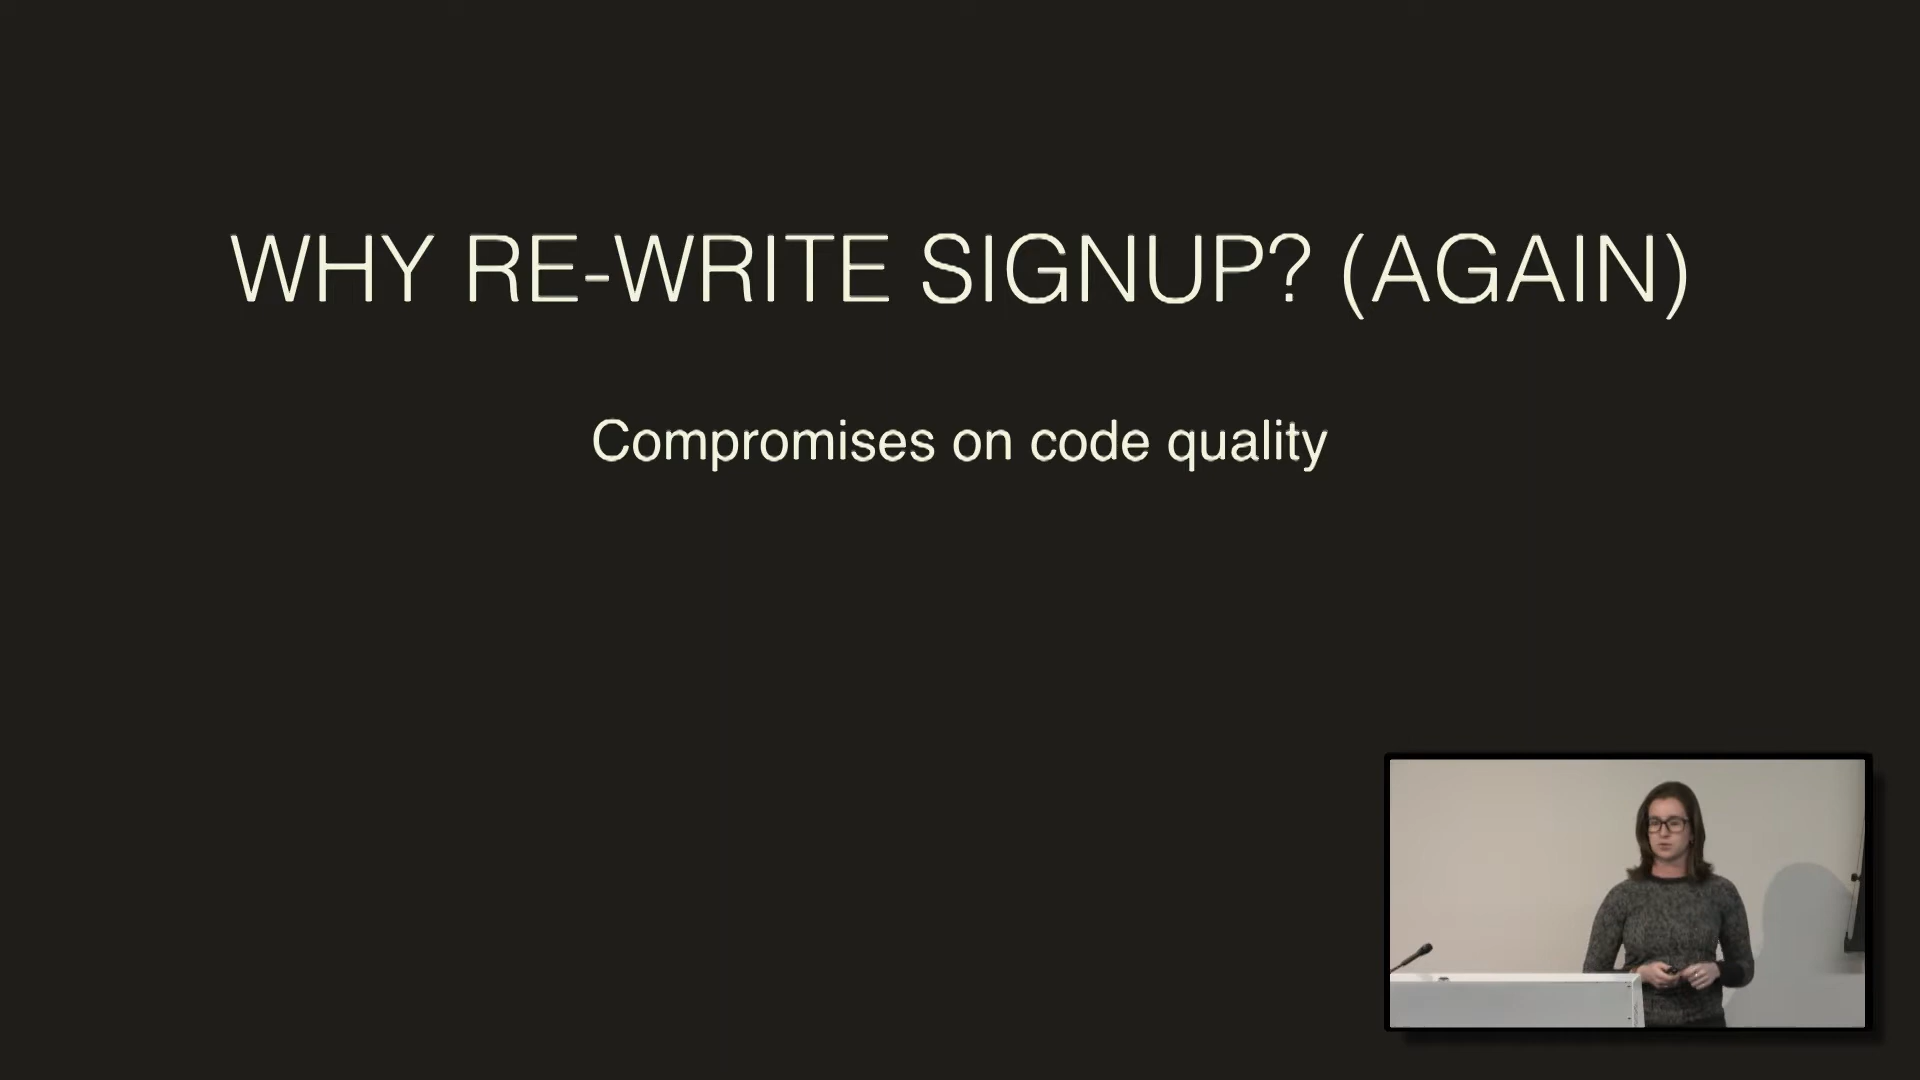 WHY RE-WRITE SIGNUP? (AGAIN)
Compromises on code quality